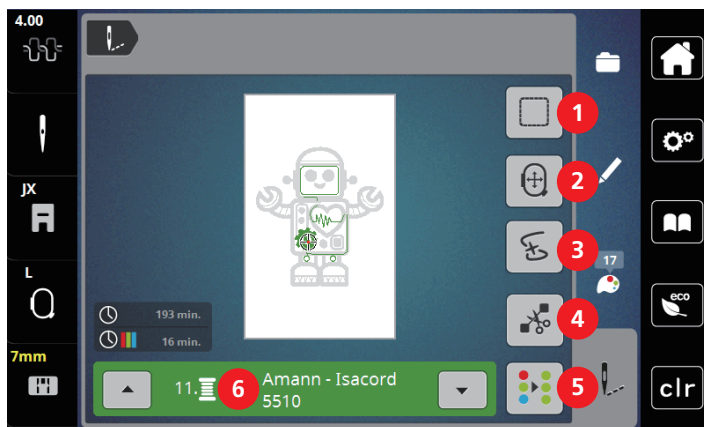 4.00
1
2
JX
3
17
L
eco
193 min.
4
16 min.
7mm
11.
6
Amann - Isacord
5510
5
clr